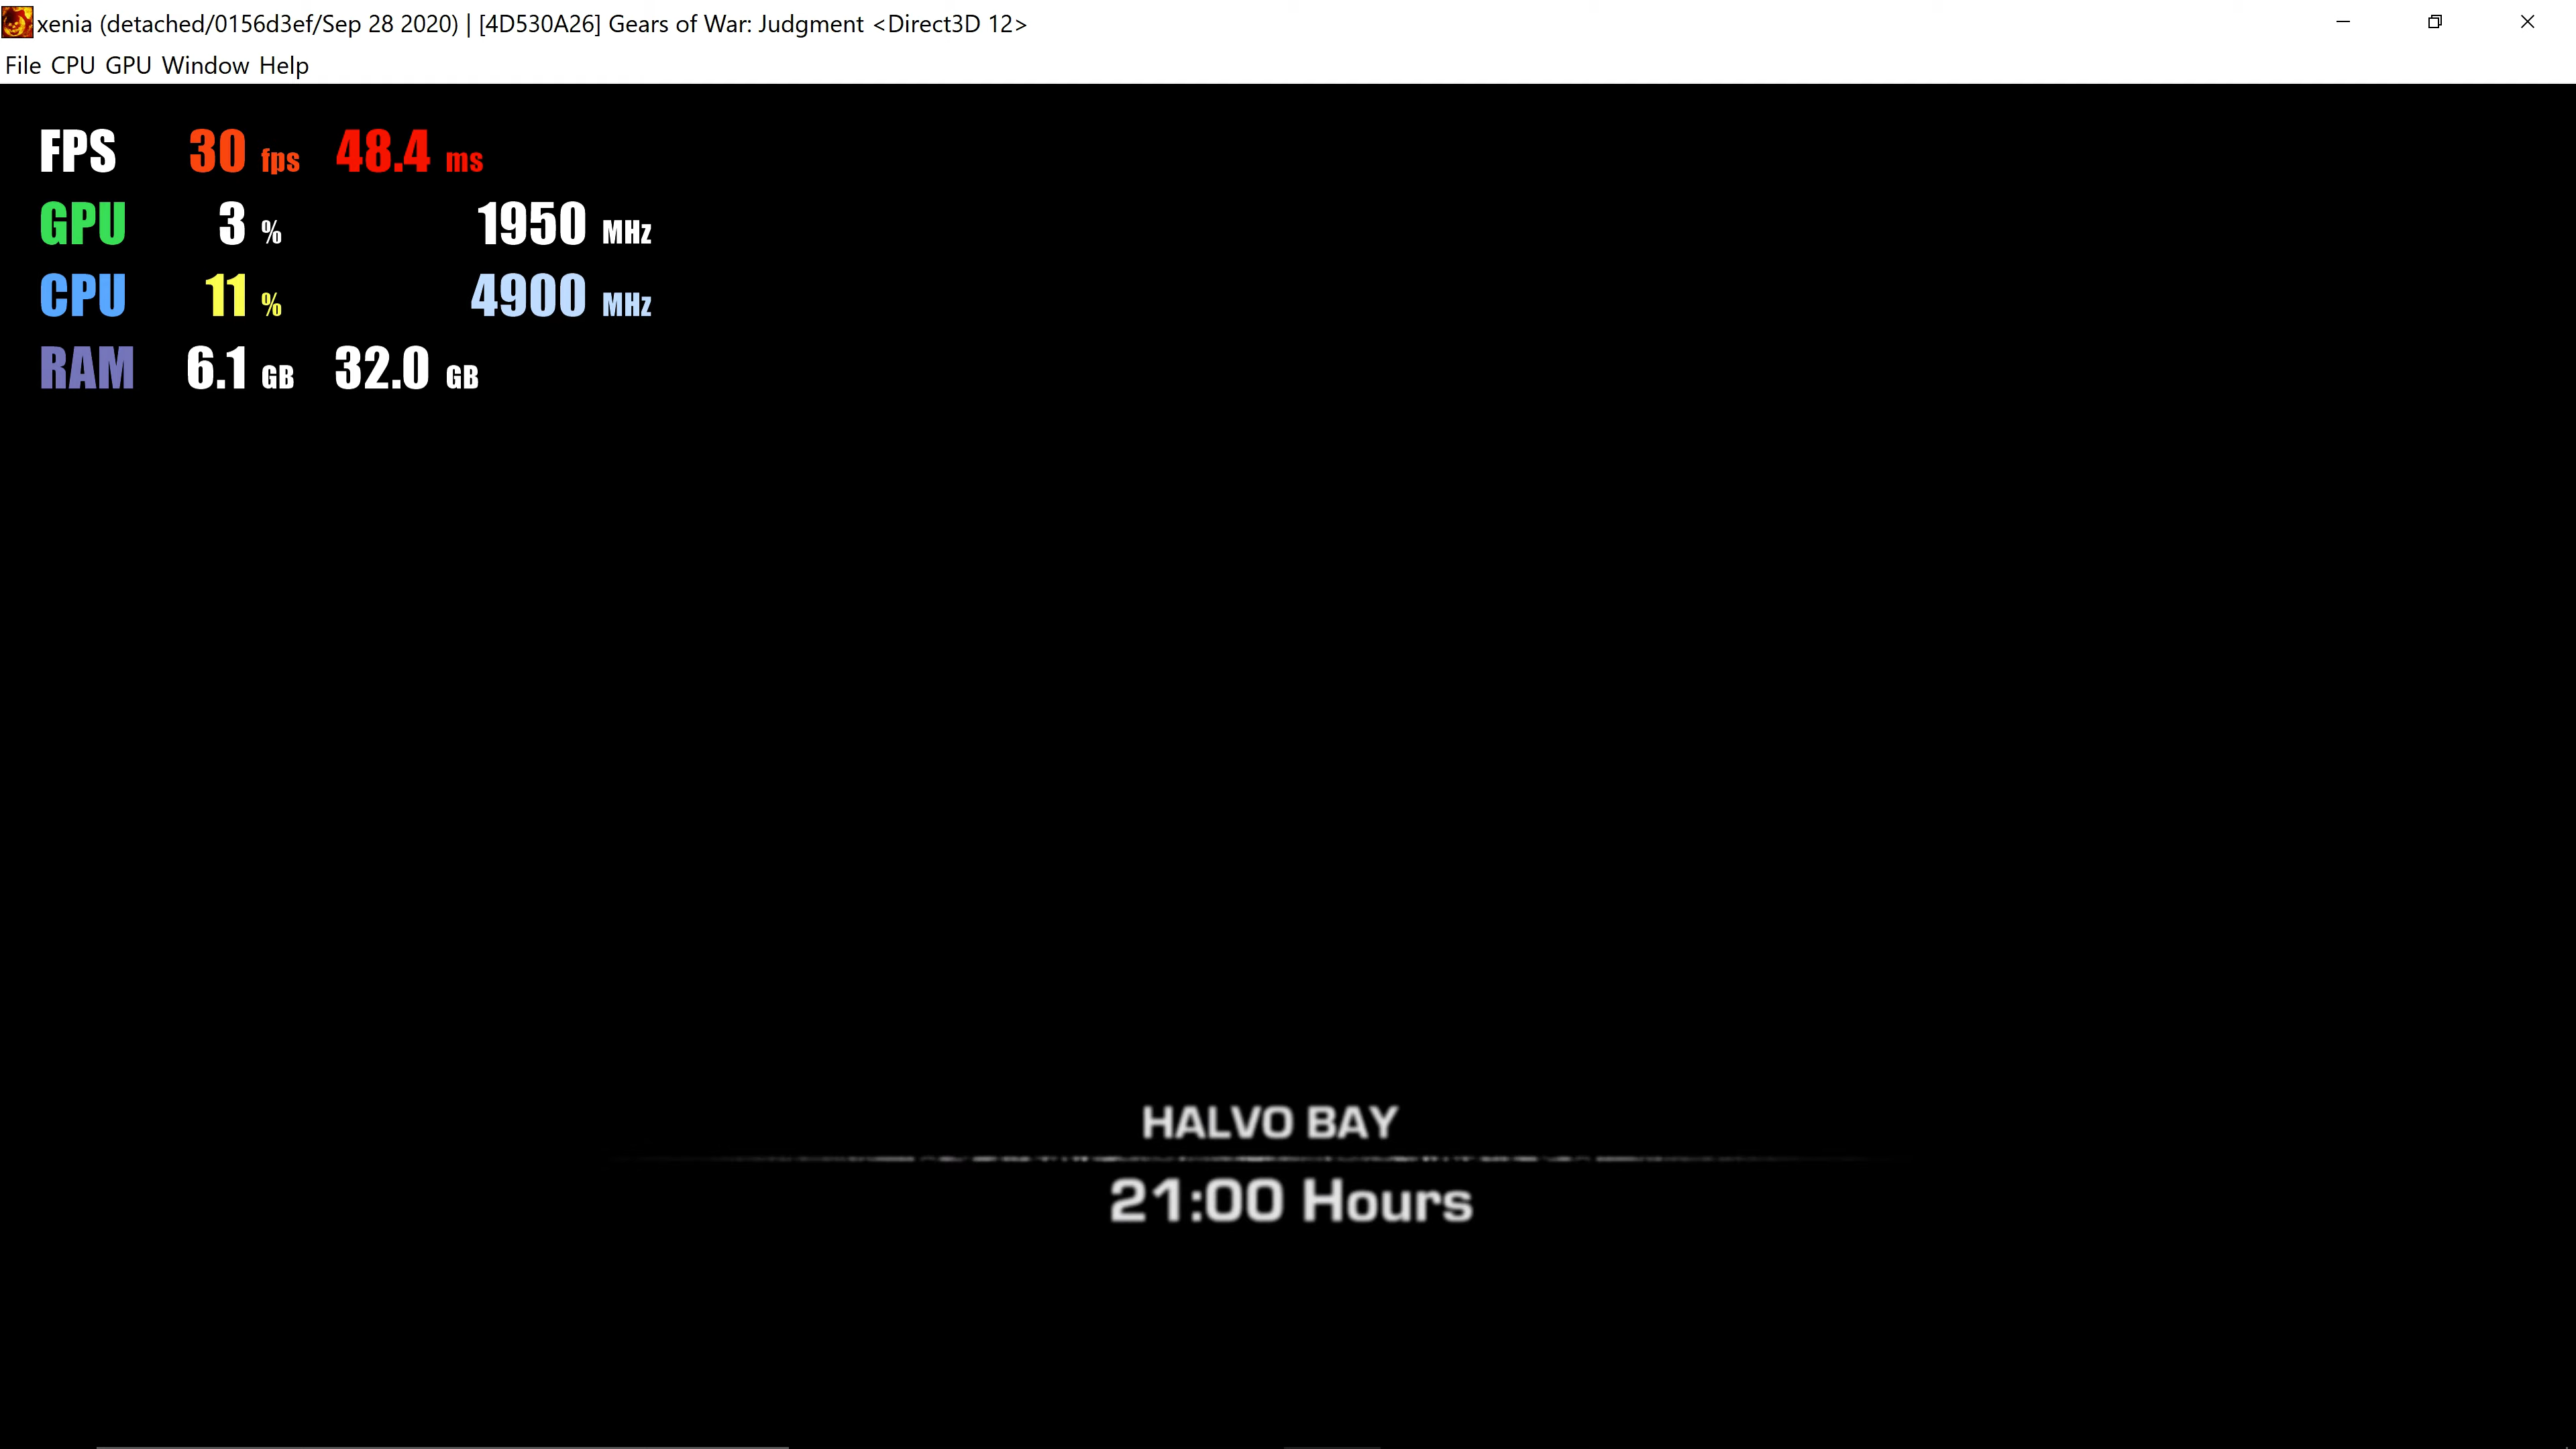 xenia (detached/0156d3ef/Sep 28 2020) | [4D530A26] Gears of War: Judgment <Direct3D 12>
File CPU GPU Window Help
FPS 30 fps 48.4 ms
GPU 3 % 1950 MHz
CPU 11 % 4900 MHz
RAM 6.1 GB 32.0 GB
HALVO BAY
21:00 Hours